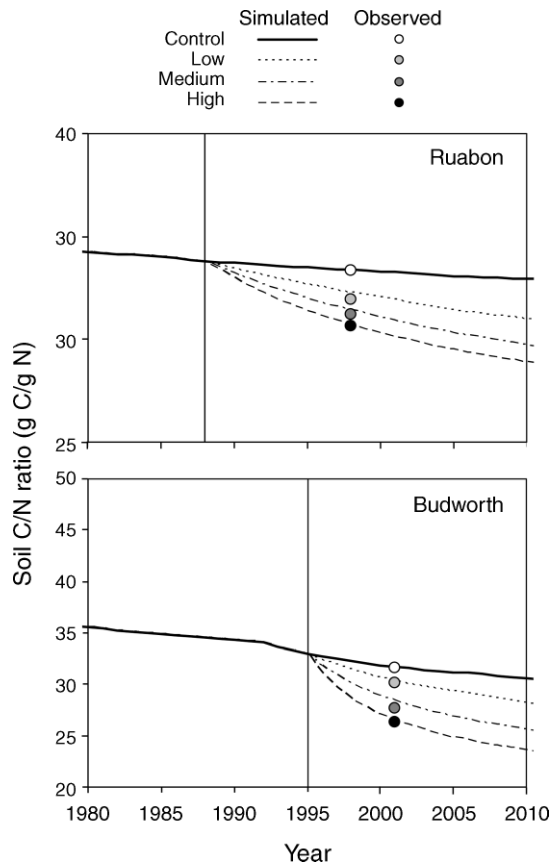 Simulated Observed
Control
Low
Medium
High
40
Ruabon
30
30
25
Soil C/N ratio (g C/g N)
50
Budworth
45
40
35
30
25
20
1980 1985 1990 1995 2000 2005 2010
Year